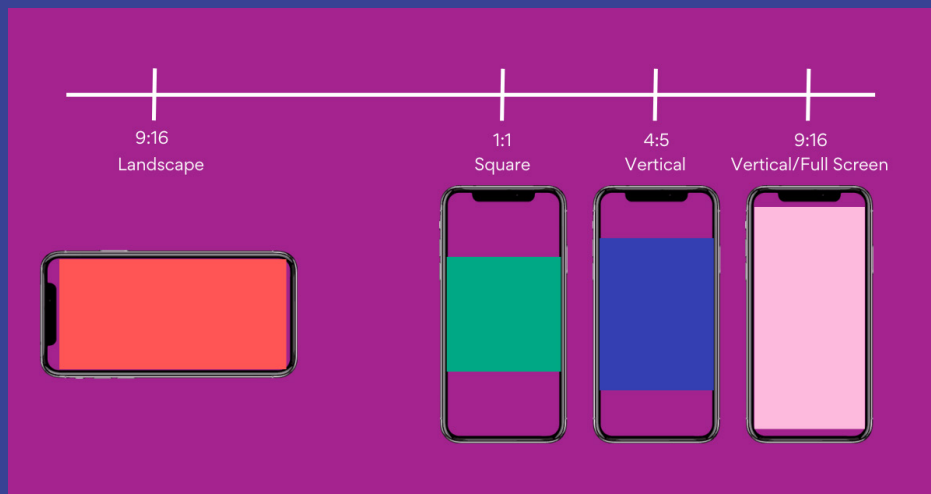 9:16
Landscape
1:1
Square
4:5
Vertical
9:16
Vertical/Full Screen